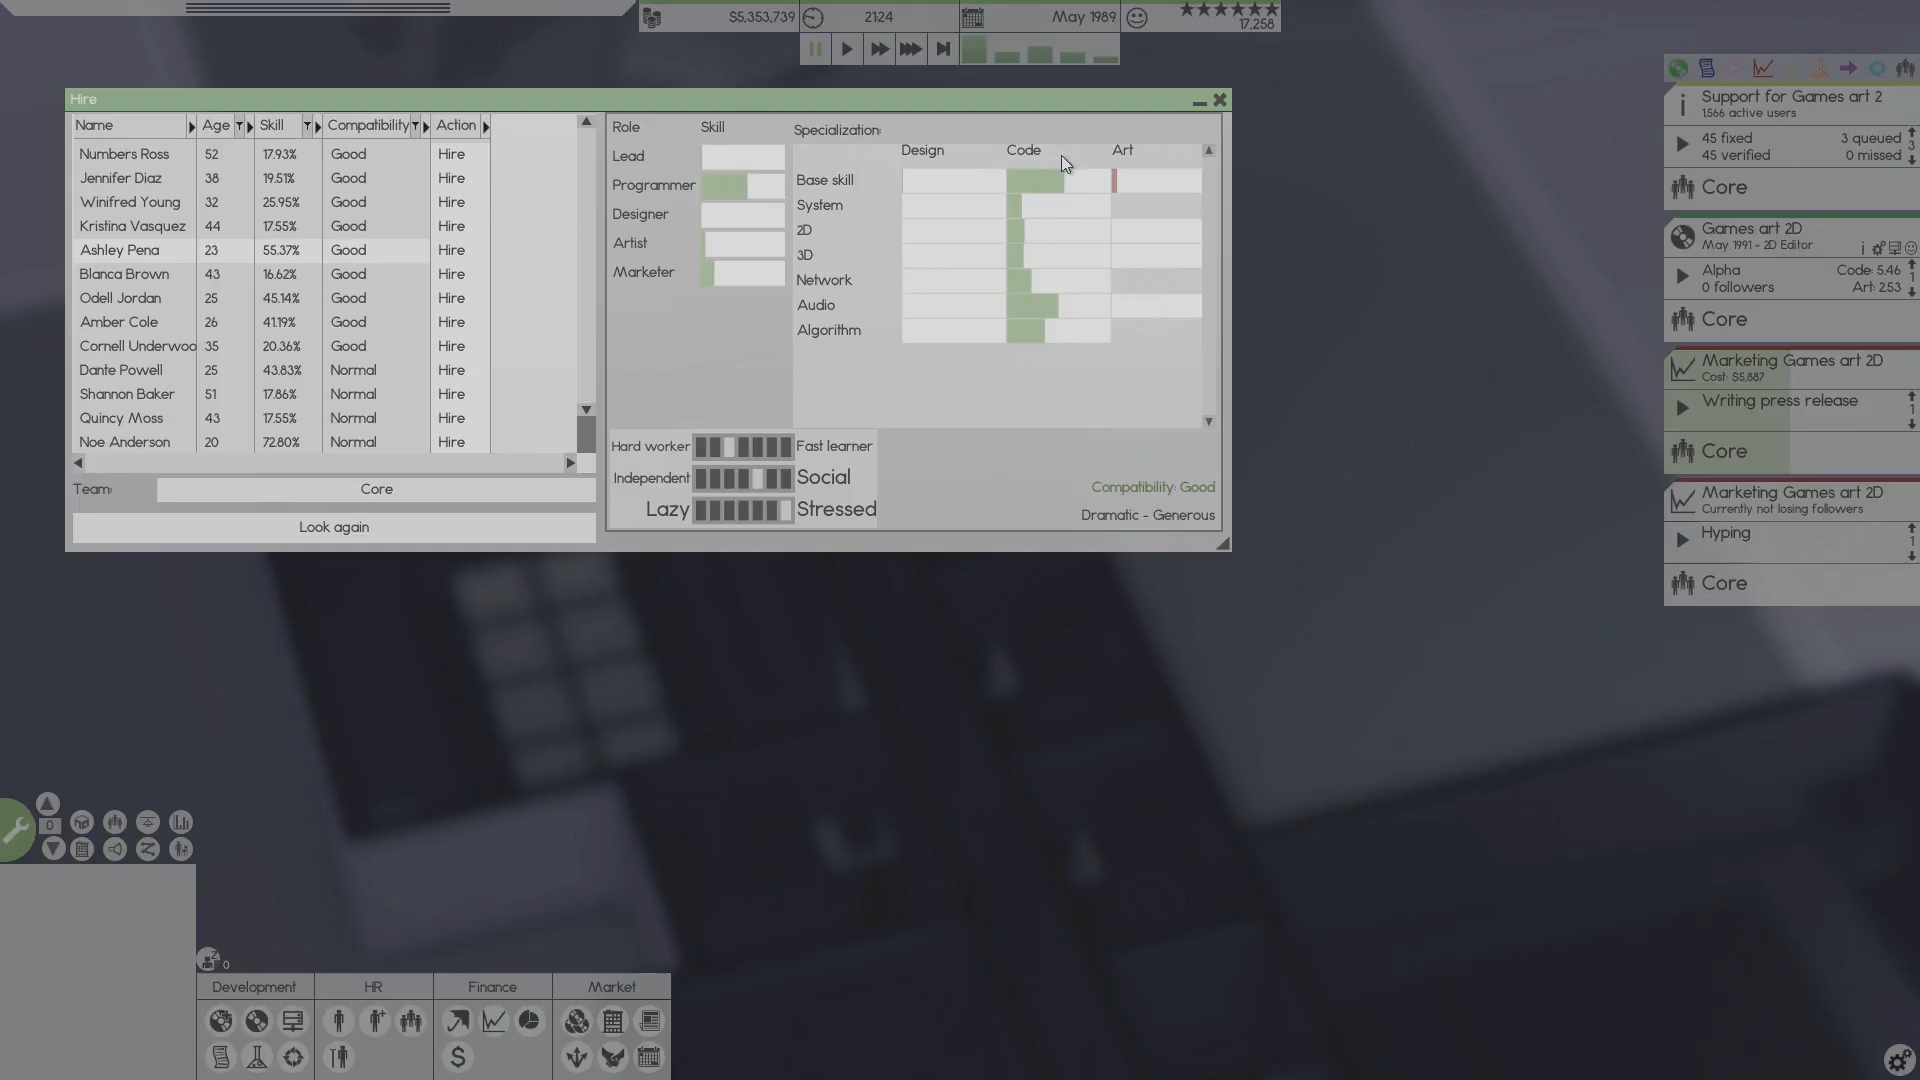 $5,353,739
21:24
May 1989
17,258
Hire
Name Age Skill Compatibility Action
Numbers Ross 52 17.93% Good Hire
Jennifer Diaz 38 19.51% Good Hire
Winifred Young 32 25.95% Good Hire
Kristina Vasquez 44 17.55% Good Hire
Ashley Pena 23 55.37% Good Hire
Blanca Brown 43 16.62% Good Hire
Odell Jordan 25 45.14% Good Hire
Amber Cole 26 41.19% Good Hire
Cornell Underwoo 35 20.36% Good Hire
Dante Powell 25 43.83% Normal Hire
Shannon Baker 51 17.86% Normal Hire
Quincy Moss 43 17.55% Normal Hire
Noe Anderson 20 72.80% Normal Hire
Team: Core
Look again
Role Skill
Lead
Programmer
Designer
Artist
Marketer
Specialization:
Design Code Art
Base skill
System
2D
3D
Network
Audio
Algorithm
Hard worker Fast learner
Independent Social
Lazy Stressed
Compatibility: Good
Dramatic - Generous
Support for Games art 2
1.566 active users
45 fixed 3 queued
45 verified 0 missed
3
Core
Games art 2D
May 1991 - 2D Editor
Alpha Code: 5.46
0 followers Art: 2.53
1
Core
Marketing Games art 2D
Cost: $5,887
Writing press release
1
Core
Marketing Games art 2D
Currently not losing followers
Hyping
1
Core
0
0
Development HR Finance Market